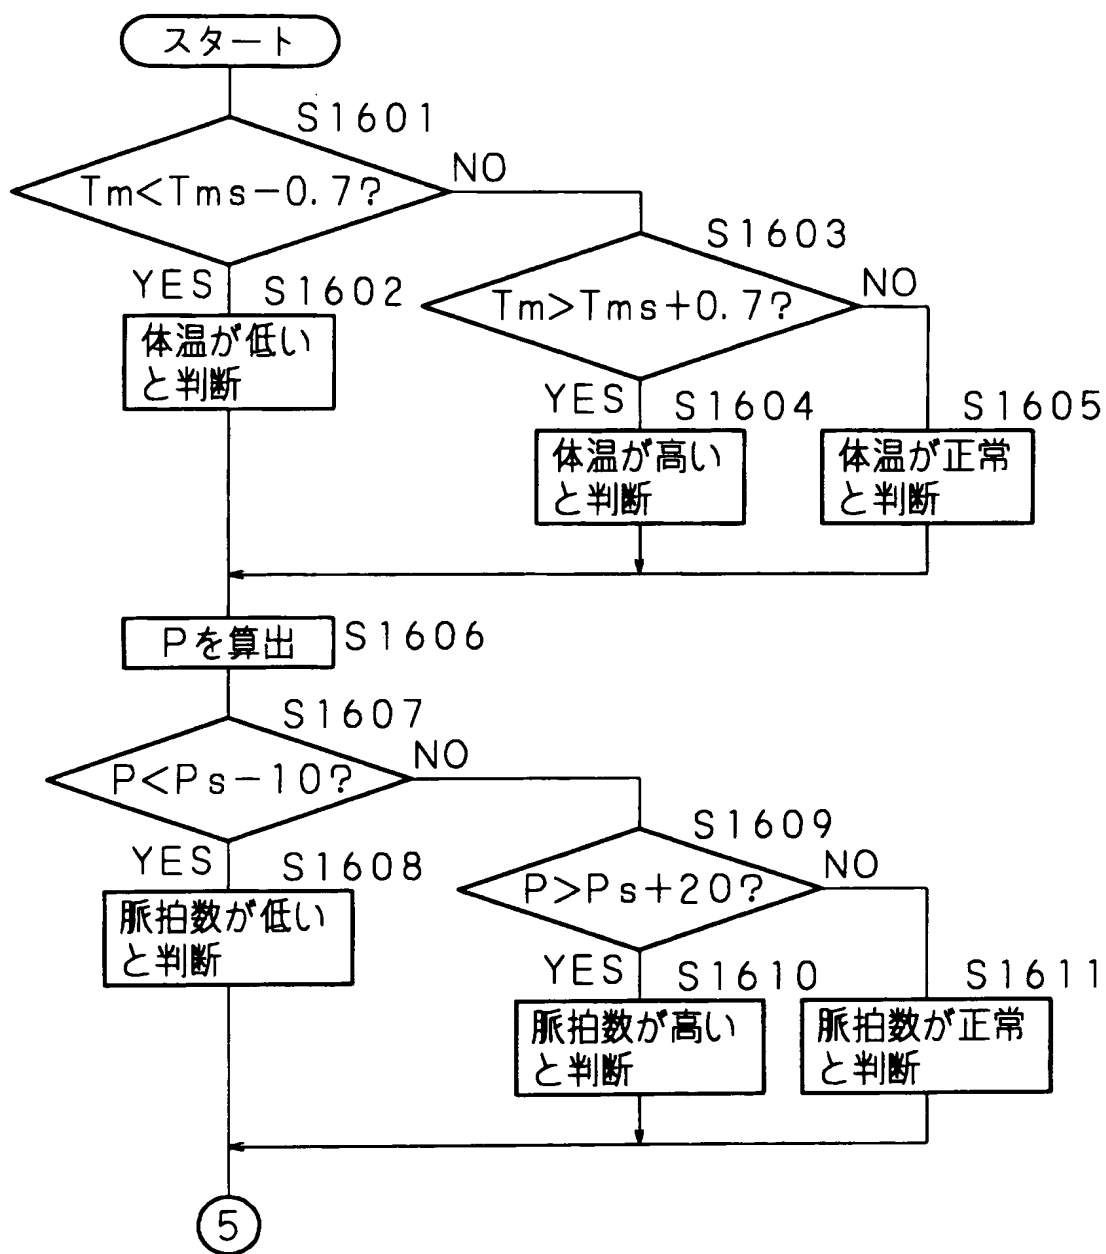 スタート
S1601
Tm<Tms-0.7?
NO
YES
S1602
体温が低い
と判断
S1603
Tm>Tms+0.7?
NO
YES
S1604
体温が高い
と判断
S1605
体温が正常
と判断
Pを算出
S1606
S1607
P<Ps-10?
NO
YES
S1608
脈拍数が低い
と判断
S1609
P>Ps+20?
NO
YES
S1610
脈拍数が高い
と判断
S1611
脈拍数が正常
と判断
5